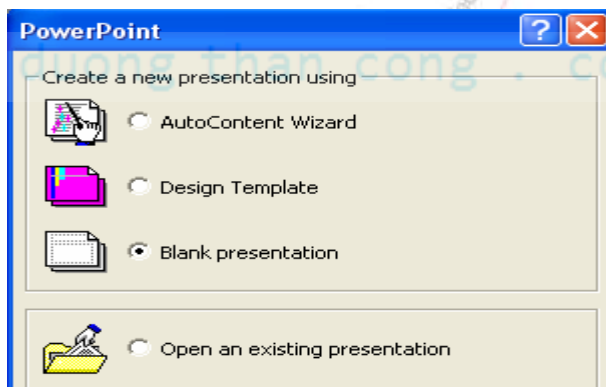 PowerPoint
duong than cong . co
Create a new presentation using
AutoContent Wizard
Design Template
Blank presentation
Open an existing presentation